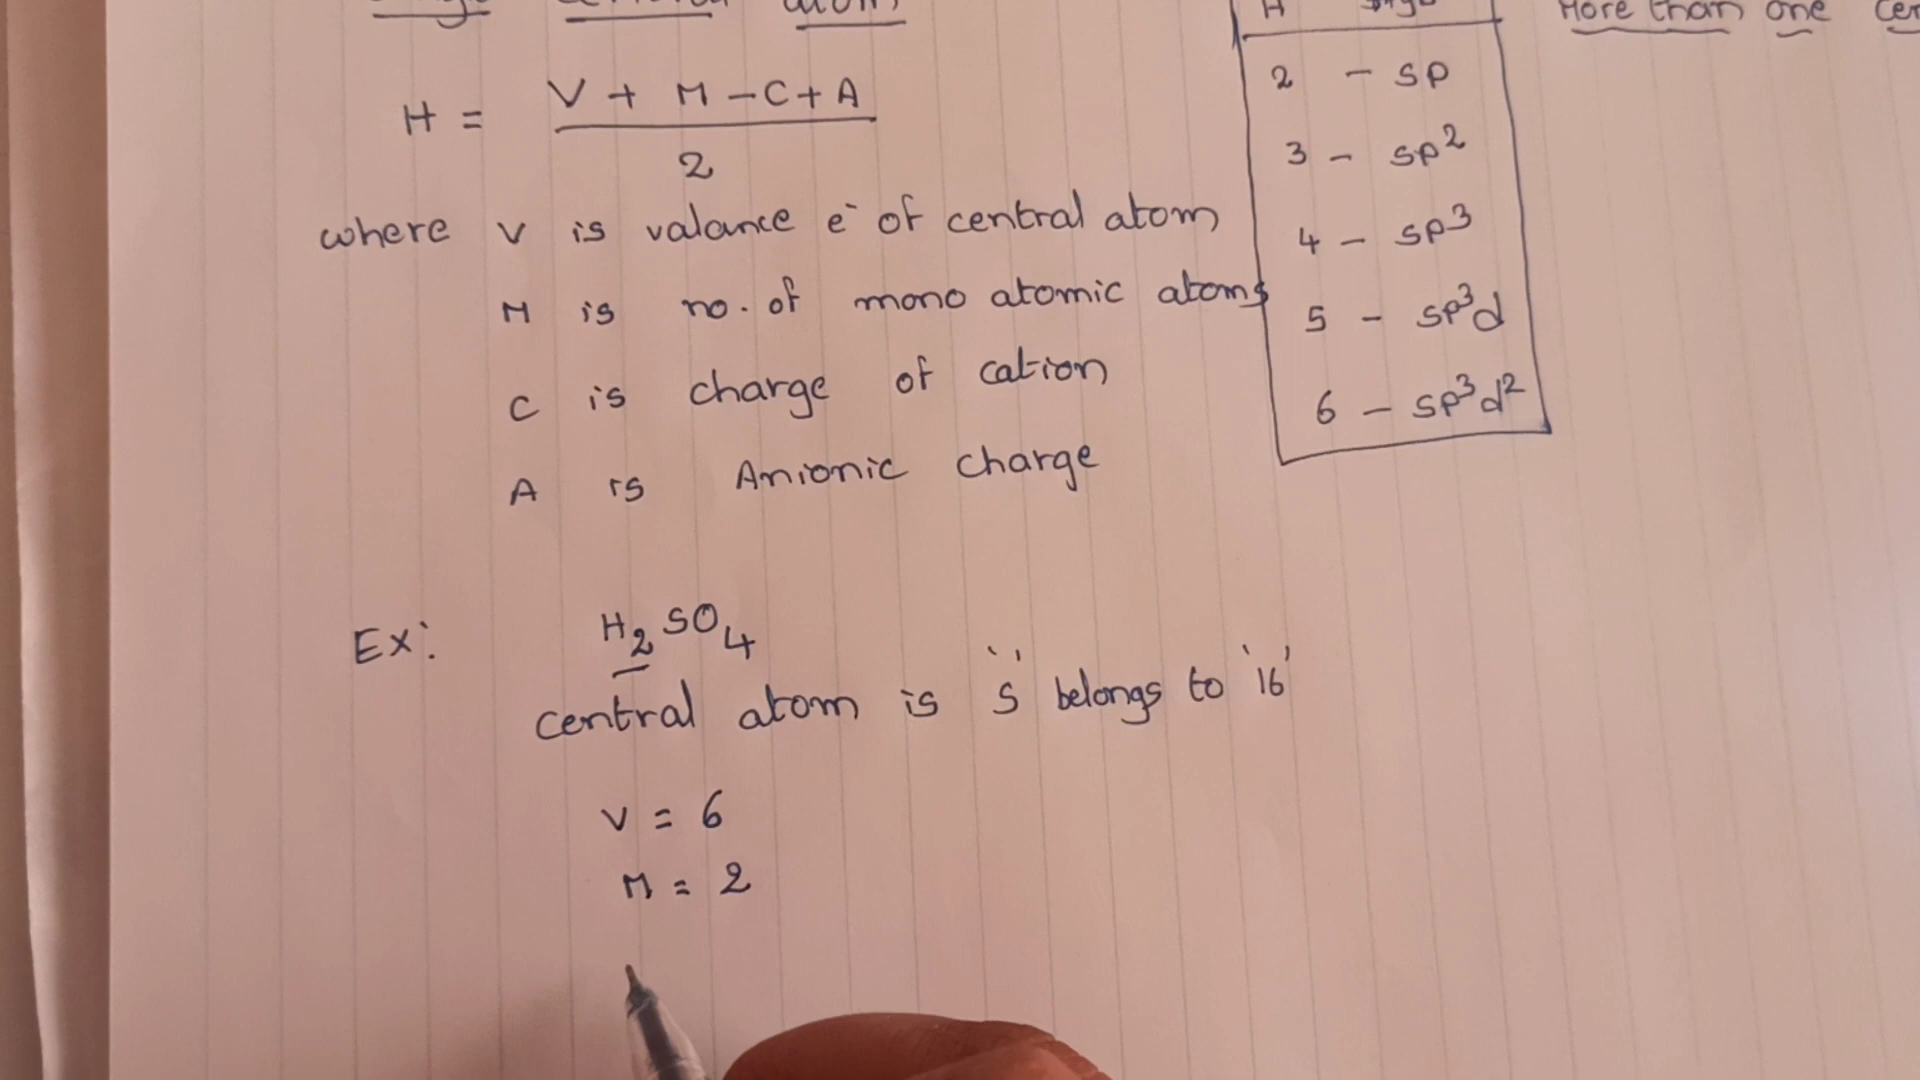 atom
H = V + M - C + A
2
where V is valance e⁻ of central atom
M is no. of mono atomic atoms
C is charge of cation
A is Anionic charge
H
2 - sp
3 - sp²
4 - sp³
5 - sp³d
6 - sp³d²
More than one
Ex: H₂SO₄
central atom is 'S' belongs to '16'
V = 6
M = 2